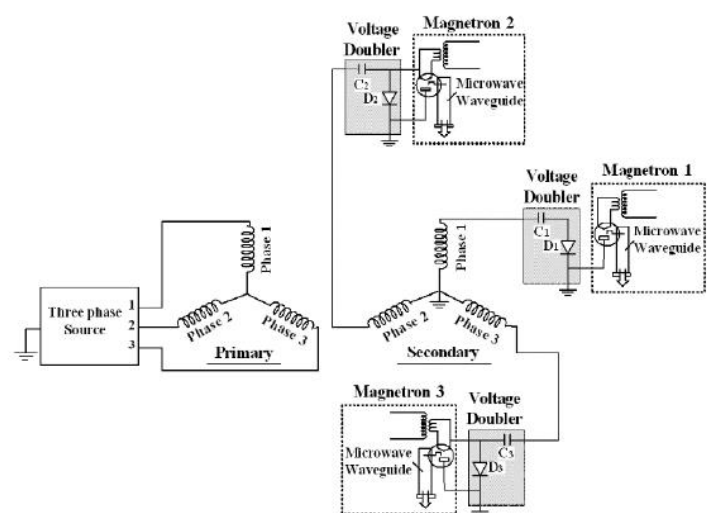 Magnetron 2
Voltage
Doubler
C2
D2
Microwave
Waveguide
Magnetron 1
Voltage
Doubler
C1
D1
Microwave
Waveguide
Phase 1
Phase 1
Three phase
Source
1
2
3
Phase 2
Phase 3
Primary
Phase 2
Phase 3
Secondary
Magnetron 3
Voltage
Doubler
C3
D3
Microwave
Waveguide